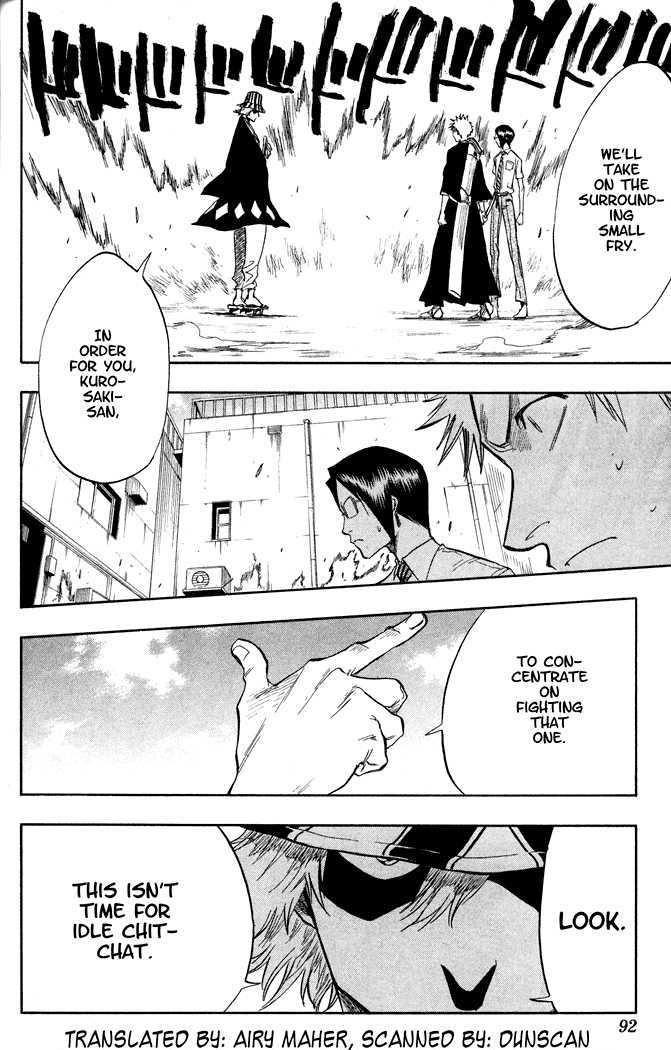 WE'LL
TAKE
ON THE
SURROUND-
ING
SMALL
FRY.
IN
ORDER
FOR YOU,
KURO-
SAKI-
SAN,
TO CON-
CENTRATE
ON
FIGHTING
THAT
ONE.
LOOK.
THIS ISN'T
TIME FOR
IDLE CHIT-
CHAT.
92
TRANSLATED BY: AIRY MAHER, SCANNED BY: DUNSCAN